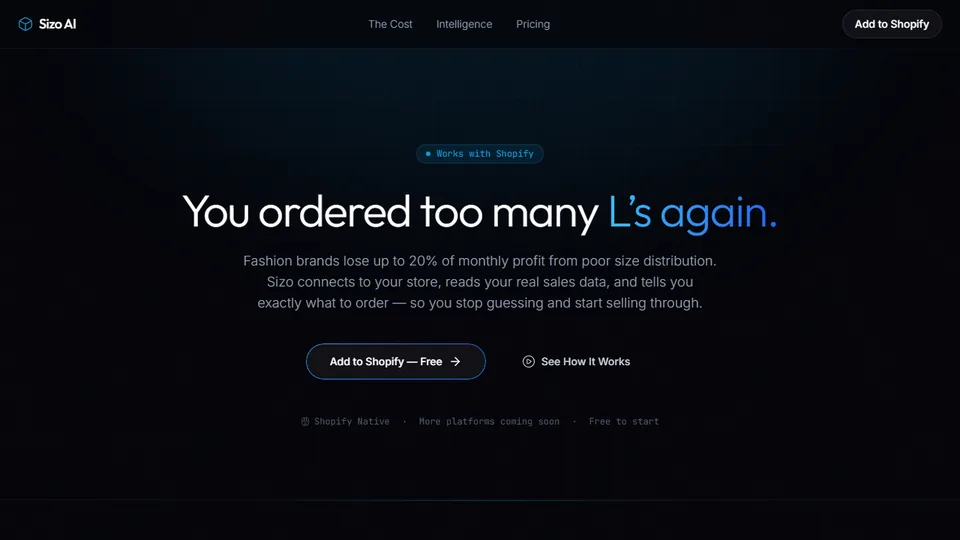 Sizo AI
The Cost
Intelligence
Pricing
Add to Shopify
Works with Shopify
You ordered too many L’s again.
Fashion brands lose up to 20% of monthly profit from poor size distribution.
Sizo connects to your store, reads your real sales data, and tells you
exactly what to order — so you stop guessing and start selling through.
Add to Shopify — Free →
See How It Works
Shopify Native · More platforms coming soon · Free to start